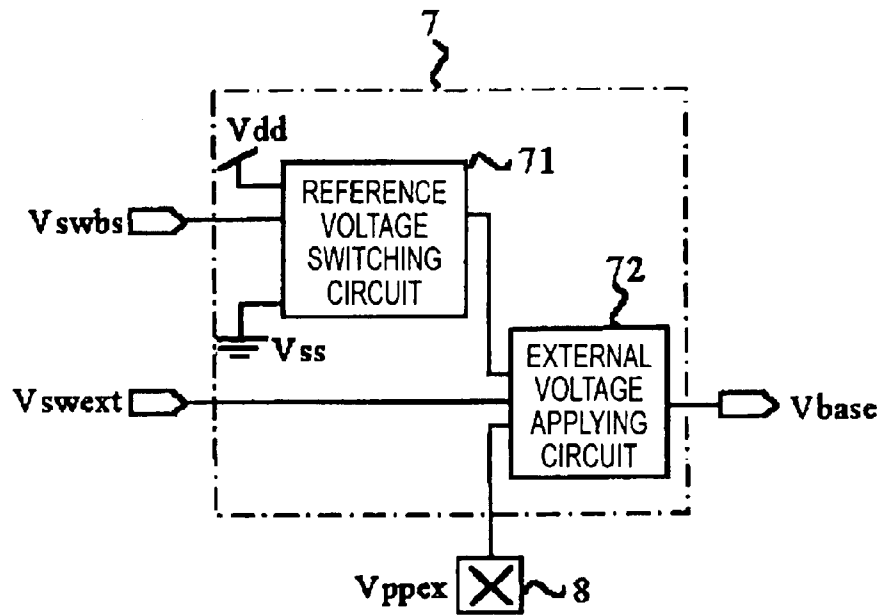 7
Vdd
71
REFERENCE
VOLTAGE
SWITCHING
CIRCUIT
Vswbs
Vss
72
EXTERNAL
VOLTAGE
APPLYING
CIRCUIT
Vswext
Vbase
Vppex
8